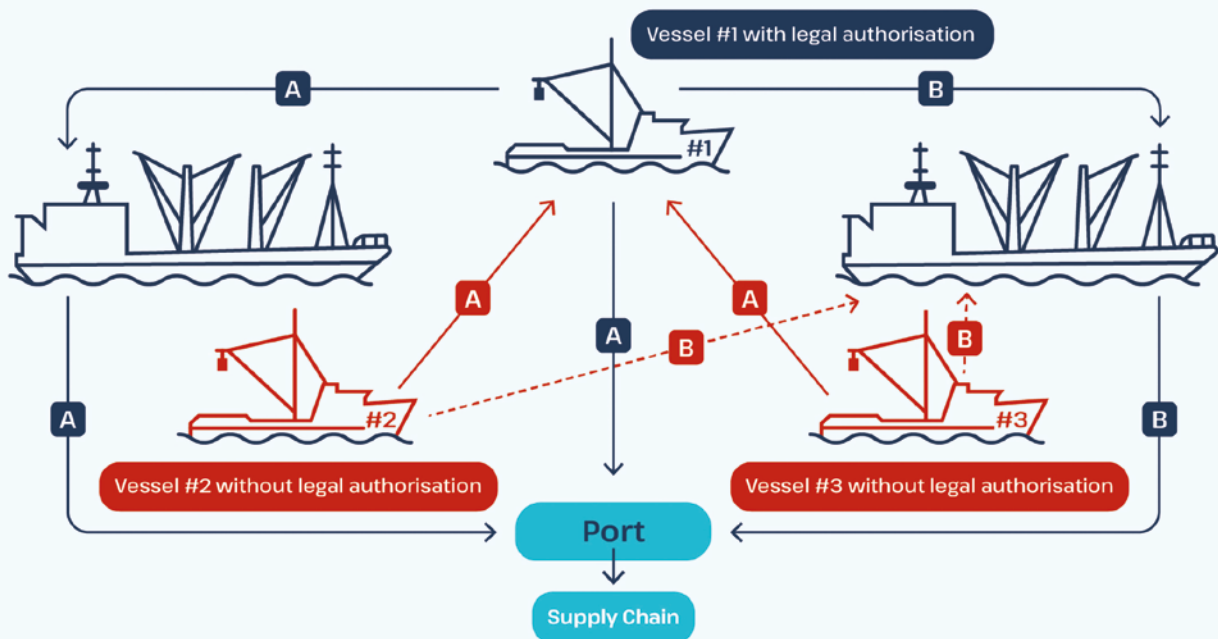 Vessel #1 with legal authorisation
A
B
#1
A
A
A
B
B
A
B
#2
#3
Vessel #2 without legal authorisation
Vessel #3 without legal authorisation
Port
Supply Chain